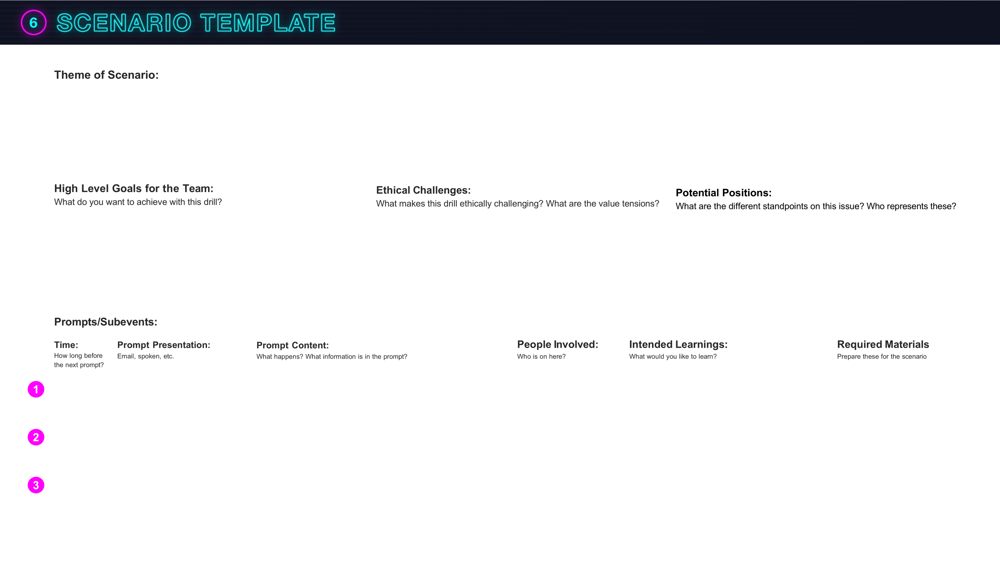 6 SCENARIO TEMPLATE
Theme of Scenario:
High Level Goals for the Team:
What do you want to achieve with this drill?
Ethical Challenges:
What makes this drill ethically challenging? What are the value tensions?
Potential Positions:
What are the different standpoints on this issue? Who represents these?
Prompts/Subevents:
Time:
How long before
the next prompt?
Prompt Presentation:
Email, spoken, etc.
Prompt Content:
What happens? What information is in the prompt?
People Involved:
Who is on here?
Intended Learnings:
What would you like to learn?
Required Materials
Prepare these for the scenario
1
2
3